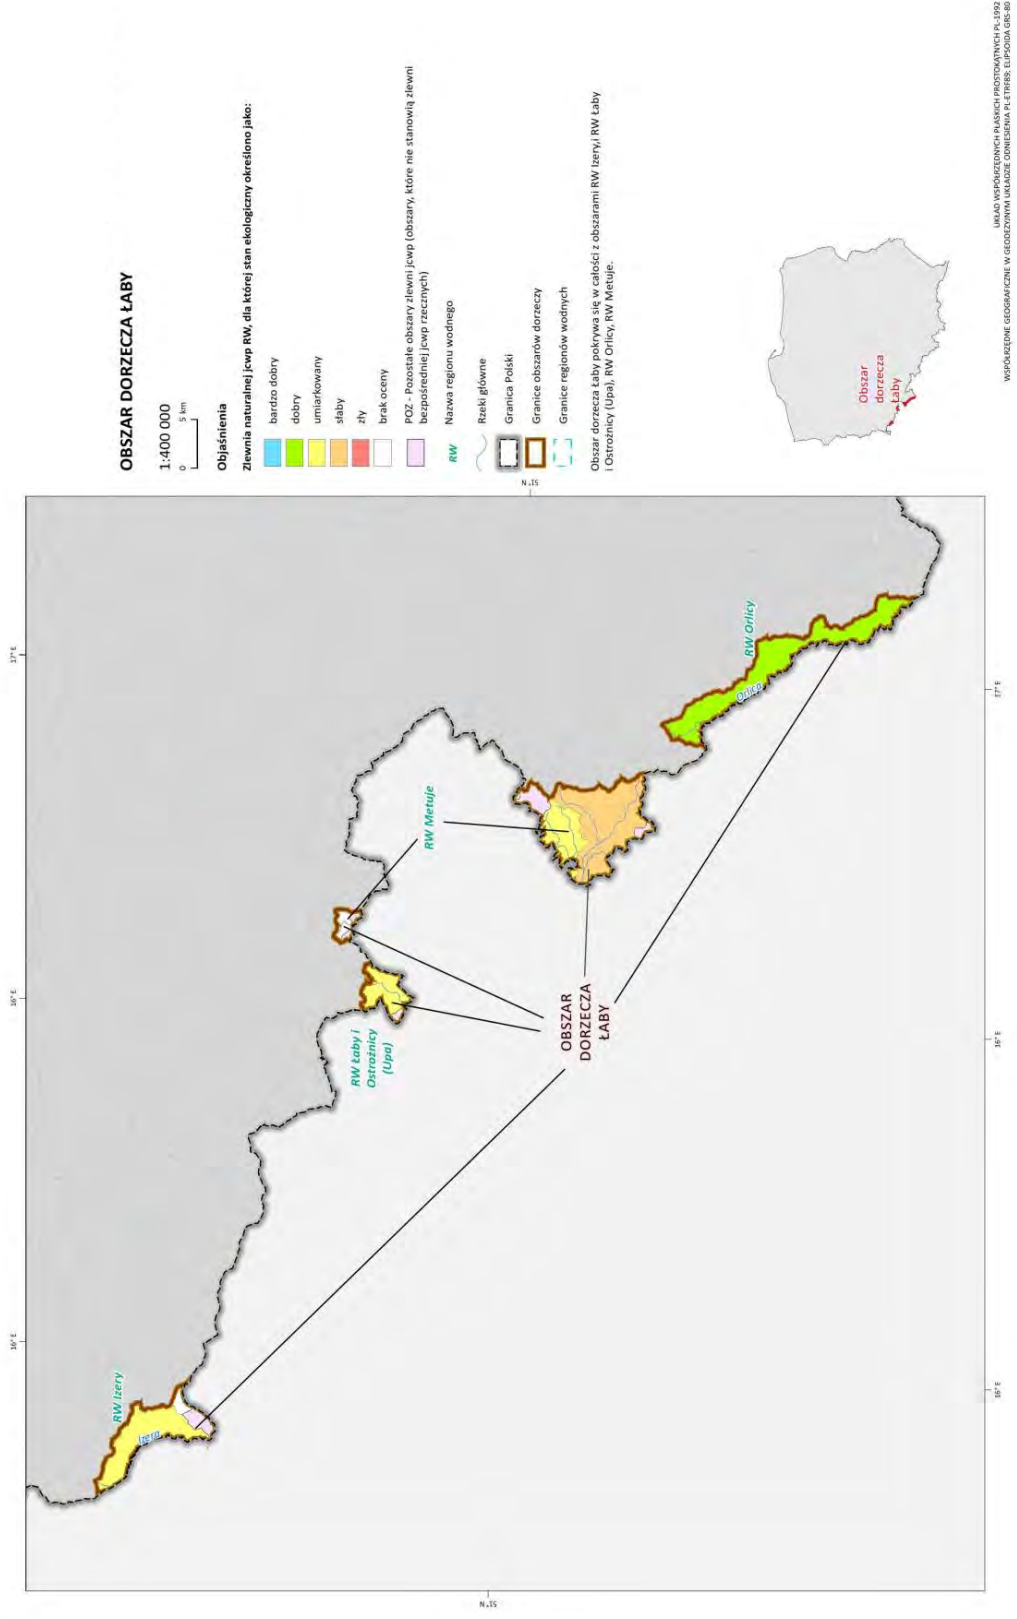 OBSZAR DORZECZA ŁABY
1:400 000
0 5 km
Objaśnienia
Zlewnia naturalnej jcwp RW, dla której stan ekologiczny określono jako:
bardzo dobry
dobry
umiarkowany
słaby
zły
brak oceny
POZ - Pozostałe obszary zlewni jcwp (obszary, które nie stanowią zlewni
bezpośredniej jcwp rzecznych)
RW Nazwa regionu wodnego
Rzeki główne
Granica Polski
Granice obszarów dorzeczy
Granice regionów wodnych
Obszar dorzecza Łaby pokrywa się w całości z obszarami RW Izery,i RW Łaby
i Ostrożnicy (Upa), RW Orlicy, RW Metuje.
Obszar
dorzecza
Łaby
UKŁAD WSPÓŁRZĘDNYCH PŁASKICH PROSTOKĄTNYCH PL-1992
WSPÓŁRZĘDNE GEOGRAFICZNE W GEODEZYJNYM UKŁADZIE ODNIESIENIA PL-ETRF89; ELIPSOIDA GRS-80
16° E
16° E
17° E
51° N
51° N
16° E
16° E
17° E
RW Izery
Izera
RW Łaby i
Ostrożnicy
(Upa)
RW Metuje
RW Orlicy
Orlica
OBSZAR
DORZECZA
ŁABY